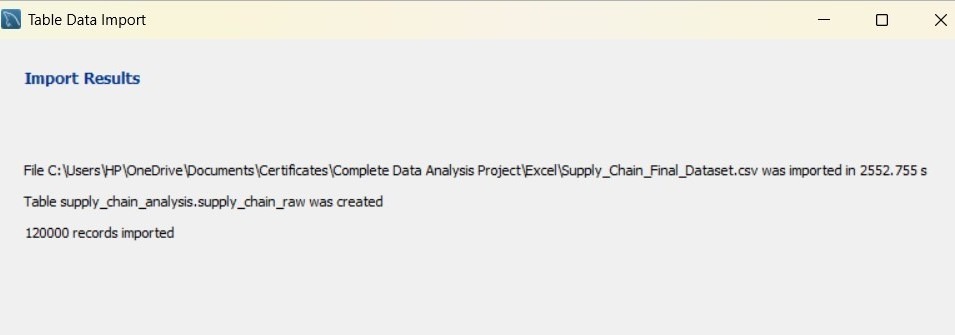 Table Data Import
Import Results
File C:\Users\HP\OneDrive\Documents\Certificates\Complete Data Analysis Project\Excel\Supply_Chain_Final_Dataset.csv was imported in 2552.755 s
Table supply_chain_analysis.supply_chain_raw was created
120000 records imported